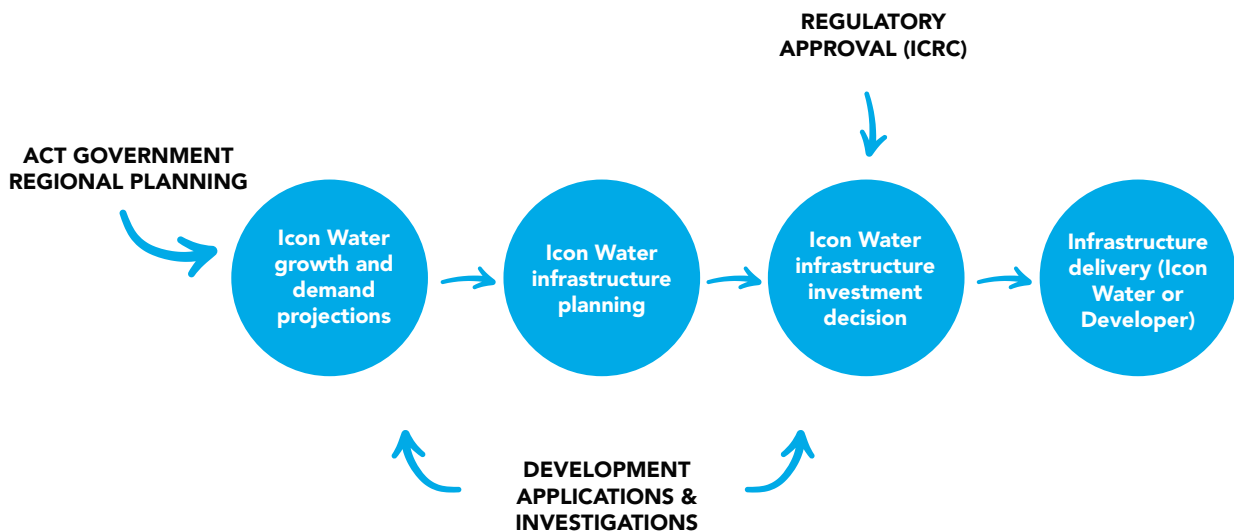 REGULATORY
APPROVAL (ICRC)
ACT GOVERNMENT
REGIONAL PLANNING
Icon Water
growth and
demand
projections
Icon Water
infrastructure
planning
Icon Water
infrastructure
investment
decision
Infrastructure
delivery (Icon
Water or
Developer)
DEVELOPMENT
APPLICATIONS &
INVESTIGATIONS